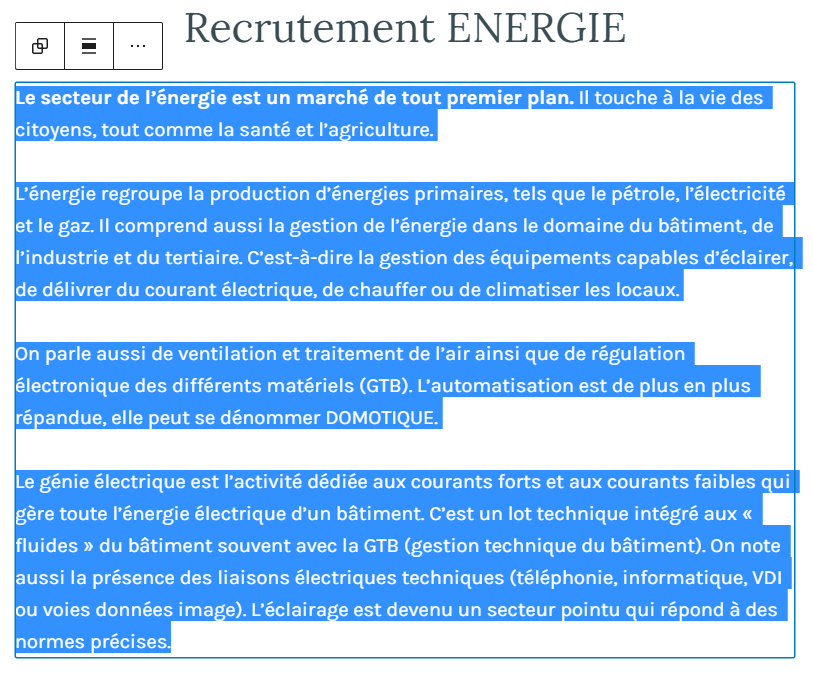 Recrutement ENERGIE
Le secteur de l’énergie est un marché de tout premier plan. Il touche à la vie des
citoyens, tout comme la santé et l’agriculture.
L’énergie regroupe la production d’énergies primaires, tels que le pétrole, l’électricité
et le gaz. Il comprend aussi la gestion de l’énergie dans le domaine du bâtiment, de
l’industrie et du tertiaire. C’est-à-dire la gestion des équipements capables d’éclairer,
de délivrer du courant électrique, de chauffer ou de climatiser les locaux.
On parle aussi de ventilation et traitement de l’air ainsi que de régulation
électronique des différents matériels (GTB). L’automatisation est de plus en plus
répandue, elle peut se dénommer DOMOTIQUE.
Le génie électrique est l’activité dédiée aux courants forts et aux courants faibles qui
gère toute l’énergie électrique d’un bâtiment. C’est un lot technique intégré aux «
fluides » du bâtiment souvent avec la GTB (gestion technique du bâtiment). On note
aussi la présence des liaisons électriques techniques (téléphonie, informatique, VDI
ou voies données image). L’éclairage est devenu un secteur pointu qui répond à des
normes précises.